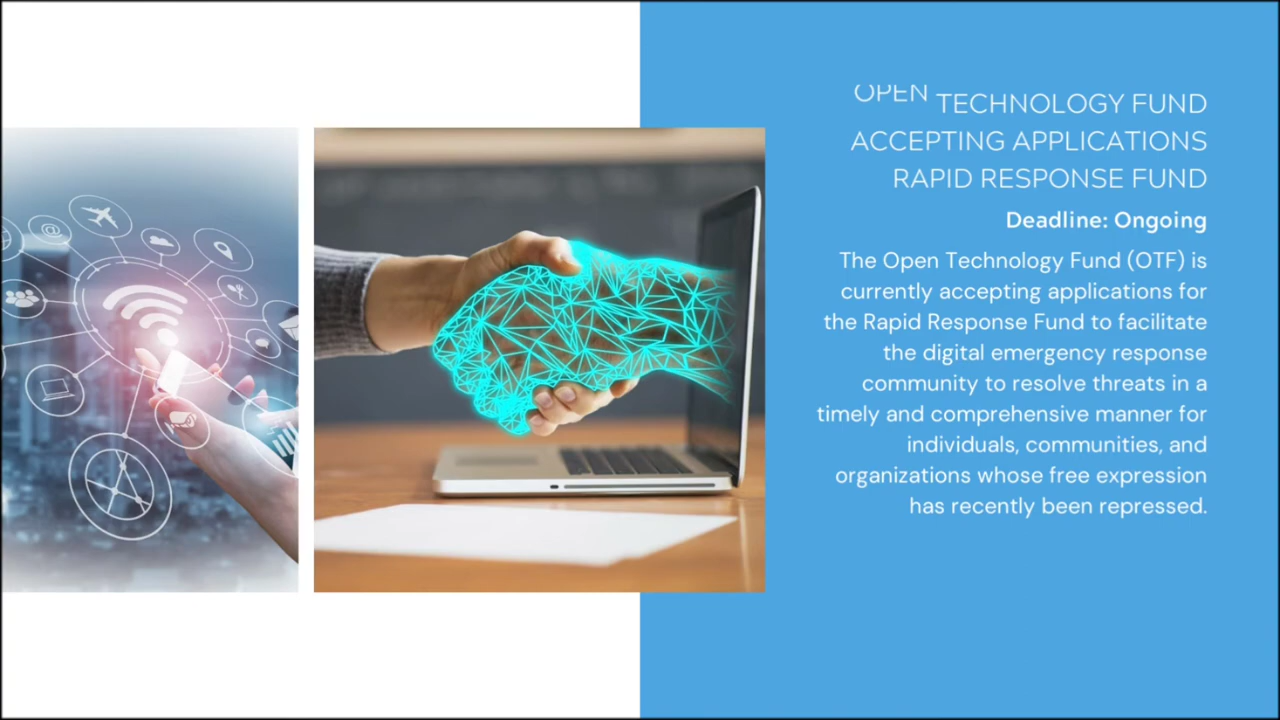 OPEN TECHNOLOGY FUND
ACCEPTING APPLICATIONS
RAPID RESPONSE FUND
Deadline: Ongoing
The Open Technology Fund (OTF) is
currently accepting applications for
the Rapid Response Fund to facilitate
the digital emergency response
community to resolve threats in a
timely and comprehensive manner for
individuals, communities, and
organizations whose free expression
has recently been repressed.